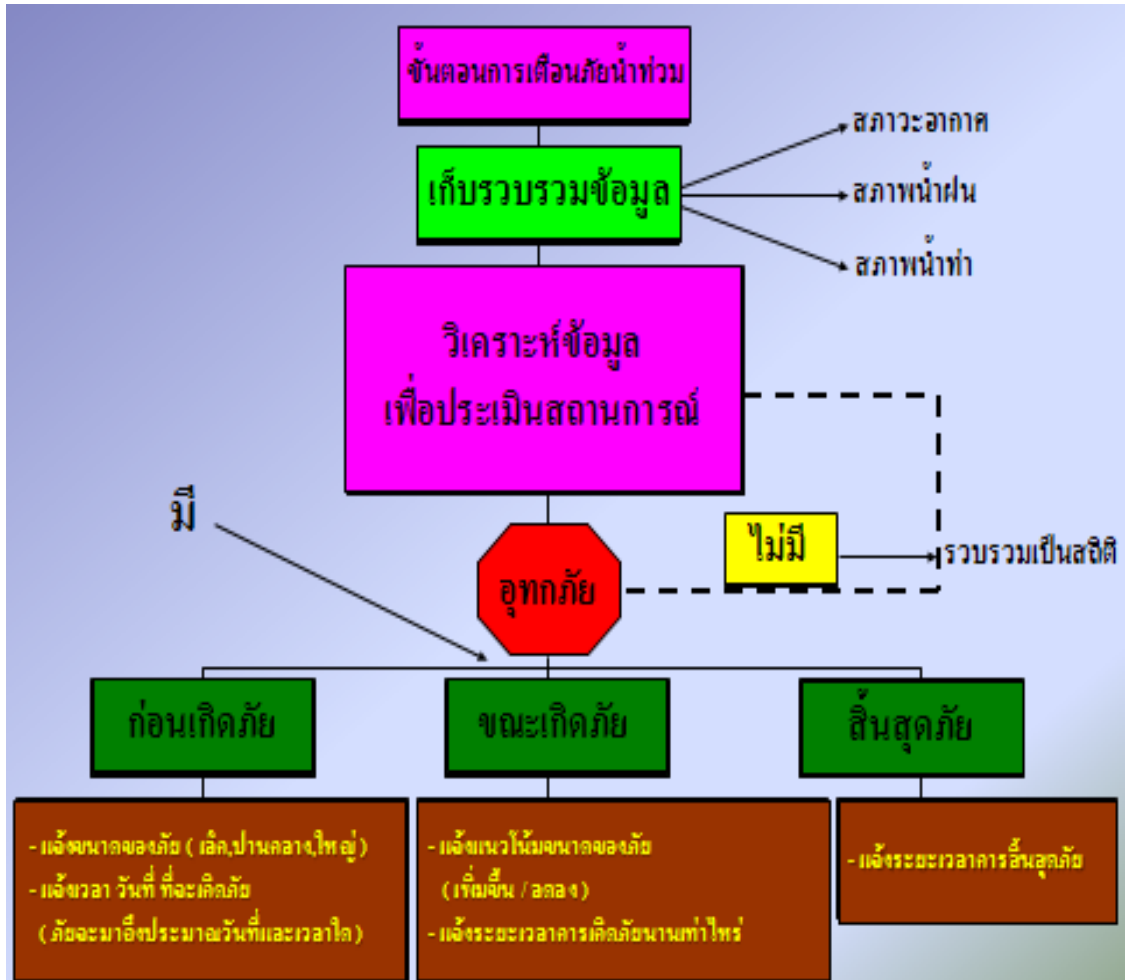 ขั้นตอนการเตือนภัยน้ำท่วม
เก็บรวบรวมข้อมูล
สภาวะอากาศ
สภาพน้ำฝน
สภาพน้ำท่า
วิเคราะห์ข้อมูล
เพื่อประเมินสถานการณ์
มี
อุทกภัย
ไม่มี
รวบรวมเป็นสถิติ
ก่อนเกิดภัย
ขณะเกิดภัย
สิ้นสุดภัย
- แจ้งขนาดของภัย ( เล็ก,ปานกลาง,ใหญ่)
- แจ้งเวลา วันที่ ที่จะเกิดภัย
( ภัยจะมาถึงประมาณวันที่และเวลาใด)
- แจ้งแนวโน้มขนาดของภัย
( เพิ่มขึ้น / ลดลง )
- แจ้งระยะเวลาการเกิดภัยนานเท่าไหร่
- แจ้งระยะเวลาการสิ้นสุดภัย